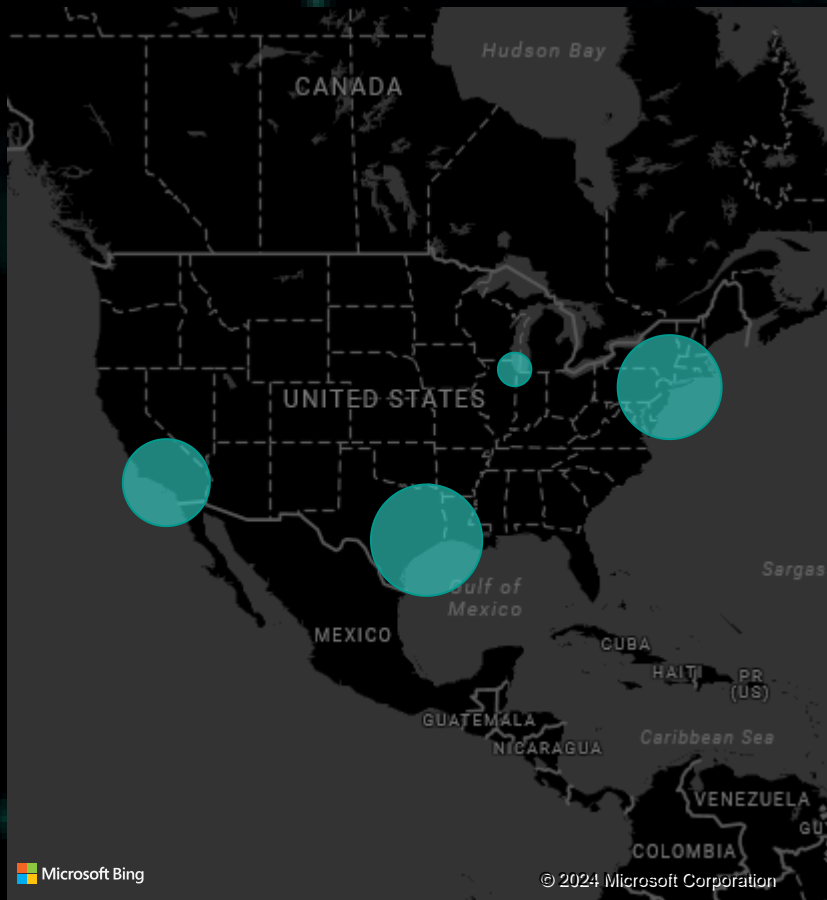 Hudson Bay
CANADA
UNITED STATES
Sargas
Gulf of
Mexico
MEXICO
CUBA
HAITI
PR
(US)
GUATEMALA
Caribbean Sea
NICARAGUA
VENEZUELA
GU
COLOMBIA
Microsoft Bing
© 2024 Microsoft Corporation